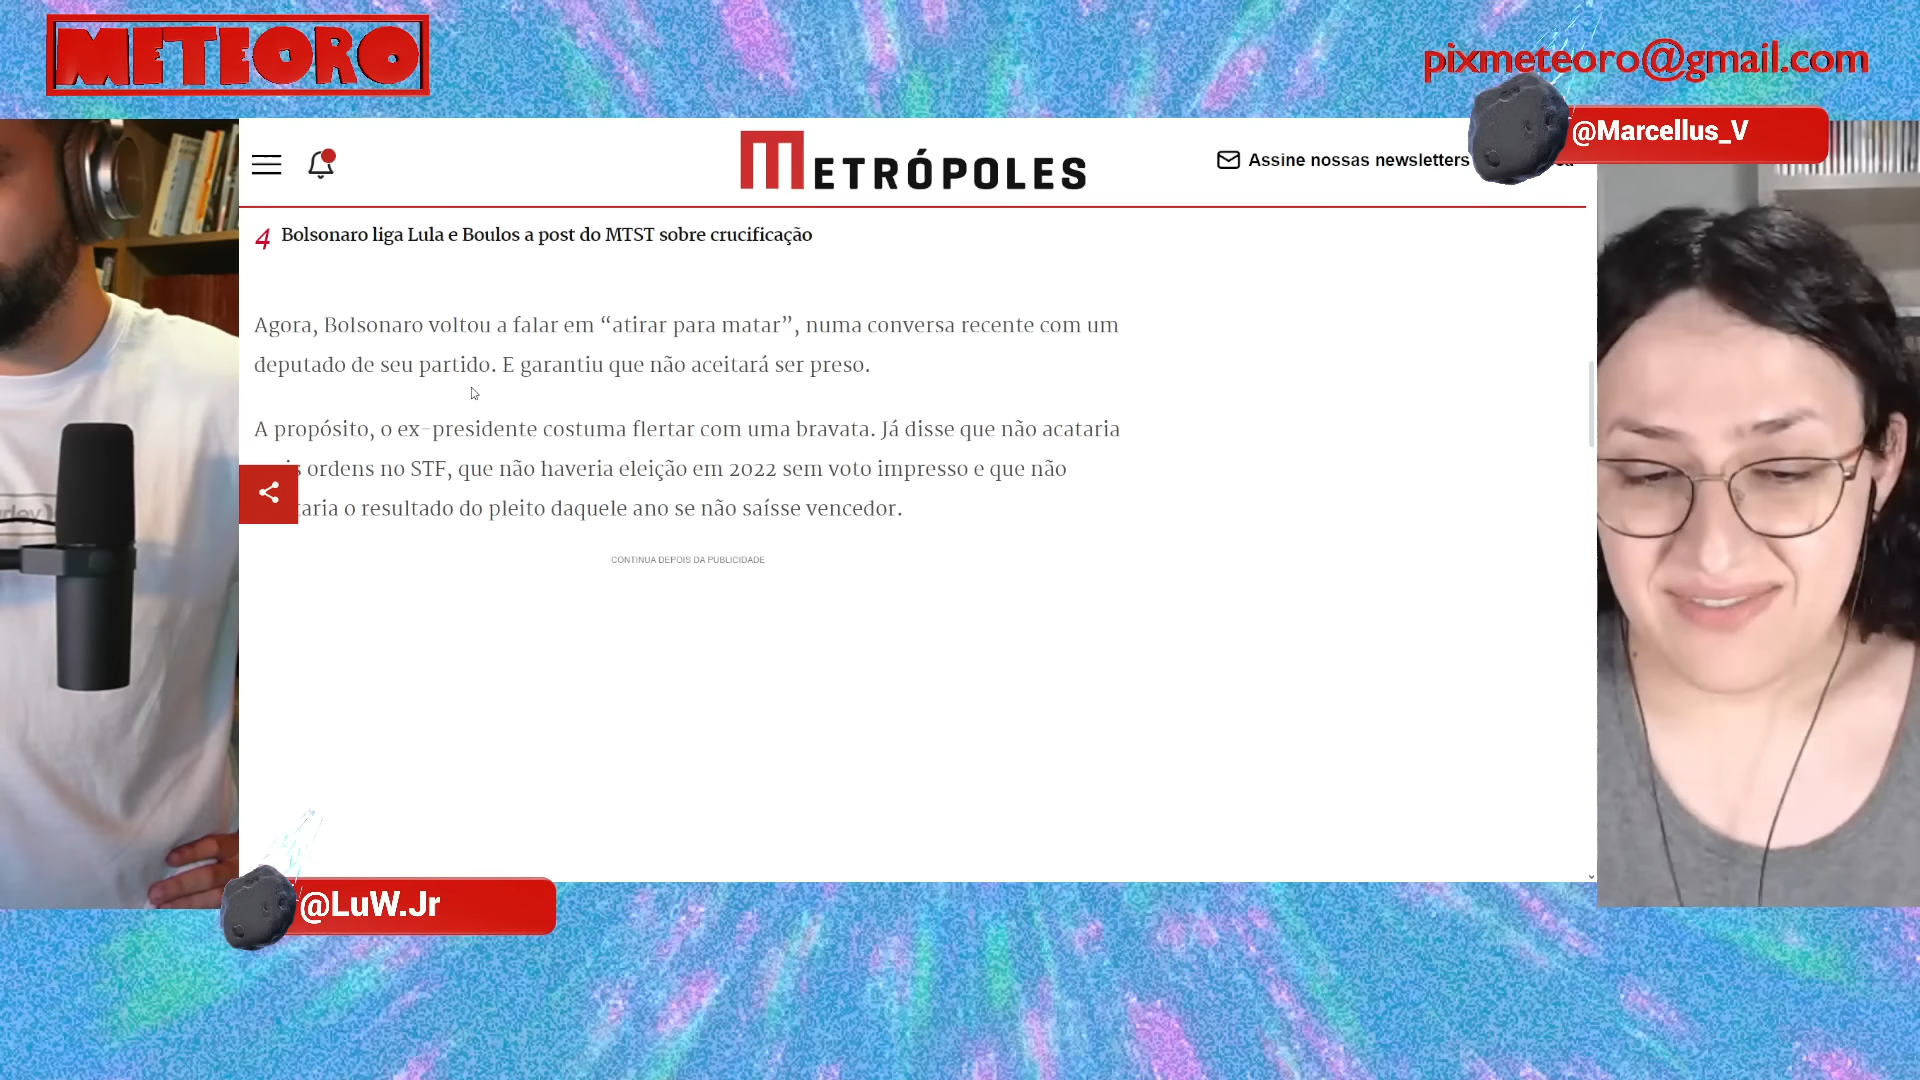 METEORO
pixmeteoro@gmail.com
@Marcellus_V
METRÓPOLES
Assine nossas newsletters
4 Bolsonaro liga Lula e Boulos a post do MTST sobre crucificação
Agora, Bolsonaro voltou a falar em “atirar para matar”, numa conversa recente com um
deputado de seu partido. E garantiu que não aceitará ser preso.
A propósito, o ex-presidente costuma flertar com uma bravata. Já disse que não acataria
ordens no STF, que não haveria eleição em 2022 sem voto impresso e que não
o resultado do pleito daquele ano se não saísse vencedor.
CONTINUA DEPOIS DA PUBLICIDADE
@LuW.Jr